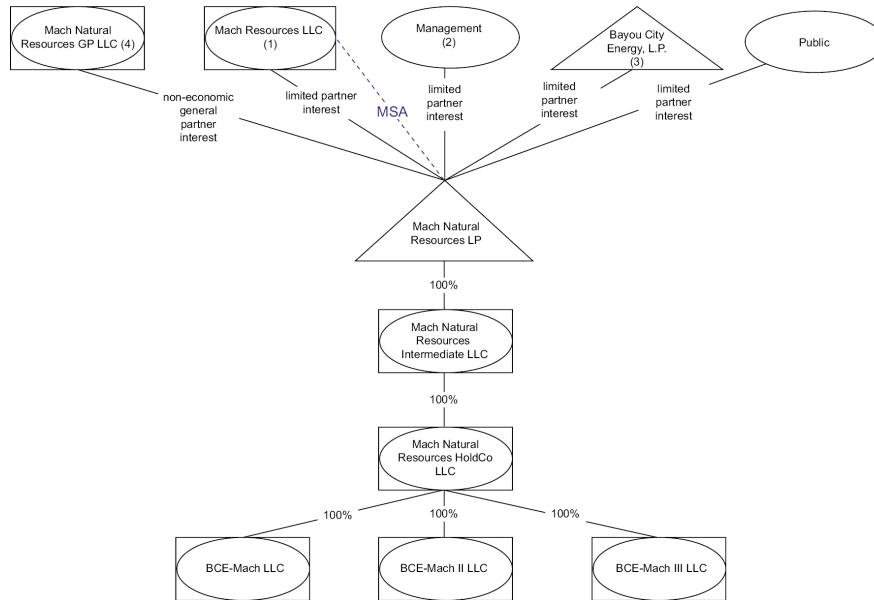 Mach Natural
Resources GP LLC (4)
Mach Resources LLC
(1)
Management
(2)
Bayou City
Energy, L.P.
(3)
Public
non-economic
general
partner
interest
limited partner
interest
MSA
limited
partner
interest
limited
partner
interest
limited
partner
interest
Mach Natural
Resources LP
100%
Mach Natural
Resources
Intermediate LLC
100%
Mach Natural
Resources HoldCo
LLC
100%
100%
100%
BCE-Mach LLC
BCE-Mach II LLC
BCE-Mach III LLC